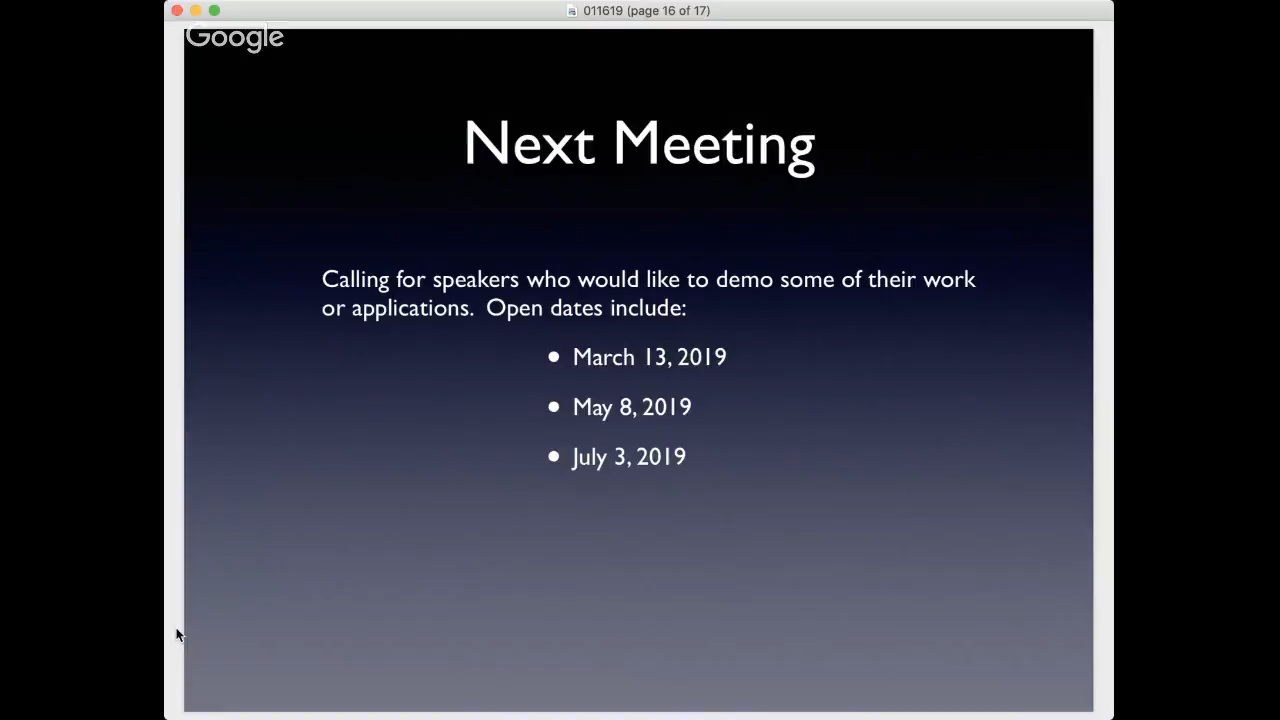 011619 (page 16 of 17)
Google
Next Meeting
Calling for speakers who would like to demo some of their work
or applications.  Open dates include:
• March 13, 2019
• May 8, 2019
• July 3, 2019